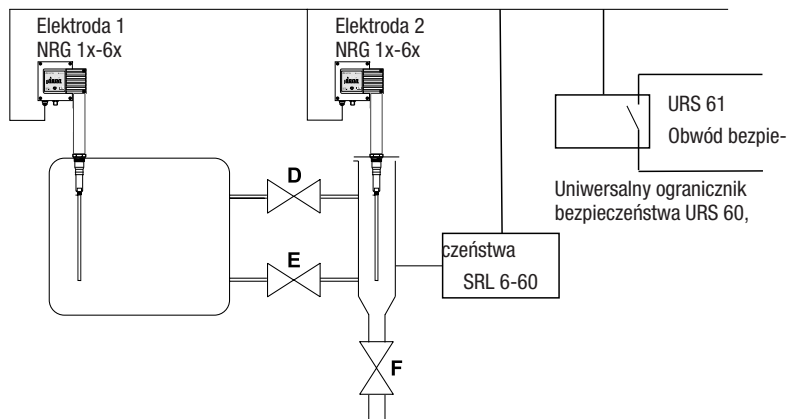 Elektroda 1
NRG 1x-6x
Elektroda 2
NRG 1x-6x
URS 61
Obwód bezpie-
Uniwersalny ogranicznik
bezpieczeństwa URS 60,
czeństwa
SRL 6-60
D
E
F